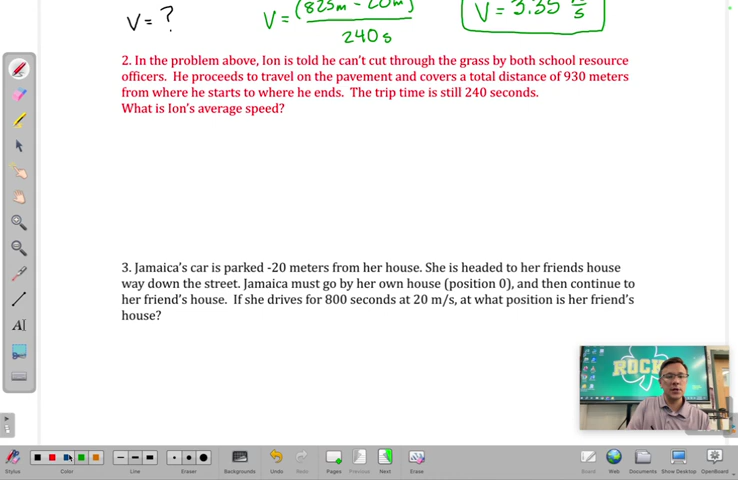 V = ?
V = (825m - 20m)
240 s
V = 3.35 m/s
2. In the problem above, Ion is told he can't cut through the grass by both school resource
officers. He proceeds to travel on the pavement and covers a total distance of 930 meters
from where he starts to where he ends. The trip time is still 240 seconds.
What is Ion's average speed?
3. Jamaica's car is parked -20 meters from her house. She is headed to her friends house
way down the street. Jamaica must go by her own house (position 0), and then continue to
her friend's house. If she drives for 800 seconds at 20 m/s, at what position is her friend's
house?
ROCK
AI
Stylus Color Line Eraser Backgrounds Undo Redo Pages Previous Next Erase Board Web Documents Show Desktop OpenBoard